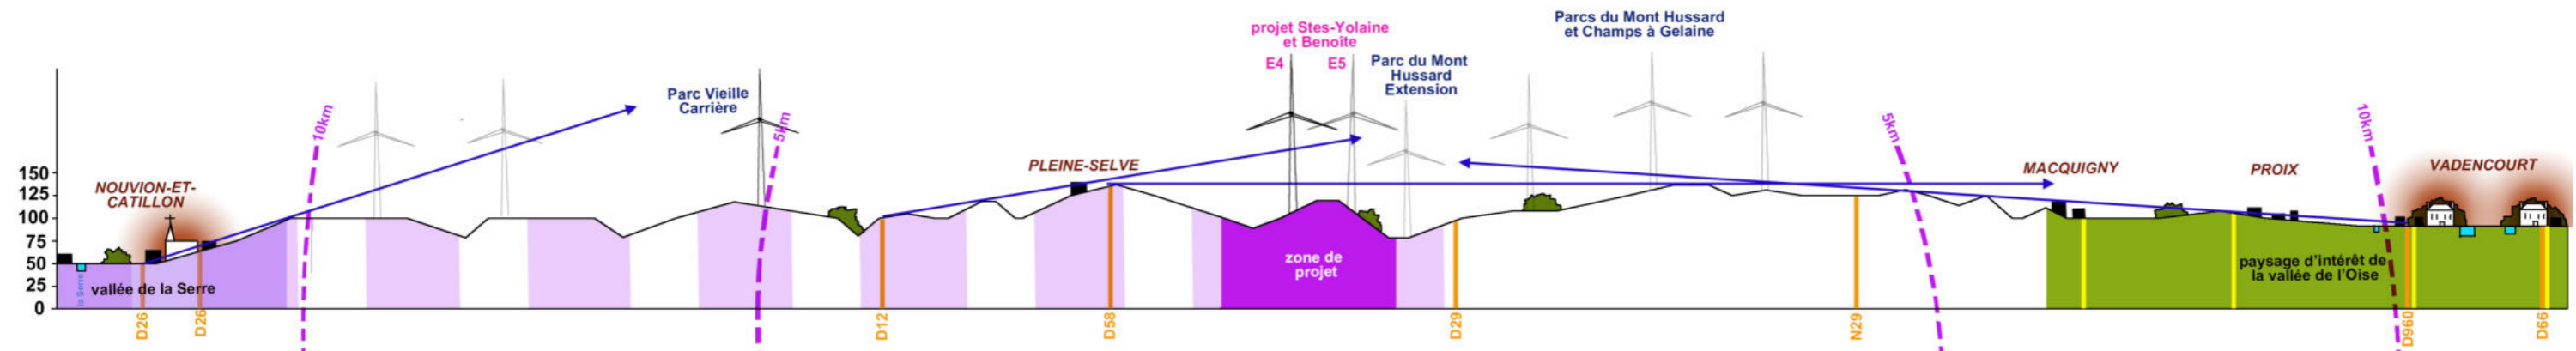 projet Stes-Yolaine
et Benoîte
E4
E5
Parcs du Mont Hussard
et Champs à Gelaine
Parc du Mont
Hussard
Extension
Parc Vieille
Carrière
10km
5km
5km
10km
PLEINE-SELVE
MACQUIGNY
PROIX
VADENCOURT
NOUVION-ET-
CATILLON
150
125
100
75
50
25
0
la Serre
vallée de la Serre
zone de
projet
paysage d'intérêt de
la vallée de l'Oise
D26
D26
D12
D58
D29
N29
D960
D66